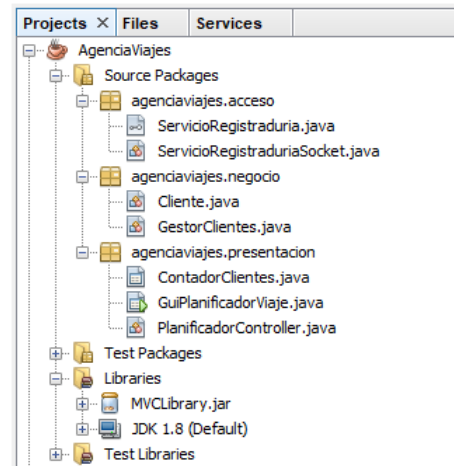 Projects × Files Services
AgenciaViajes
Source Packages
agenciaviajes.acceso
ServicioRegistraduria.java
ServicioRegistraduriaSocket.java
agenciaviajes.negocio
Cliente.java
GestorClientes.java
agenciaviajes.presentacion
ContadorClientes.java
GuiPlanificadorViaje.java
PlanificadorController.java
Test Packages
Libraries
MVCLibrary.jar
JDK 1.8 (Default)
Test Libraries